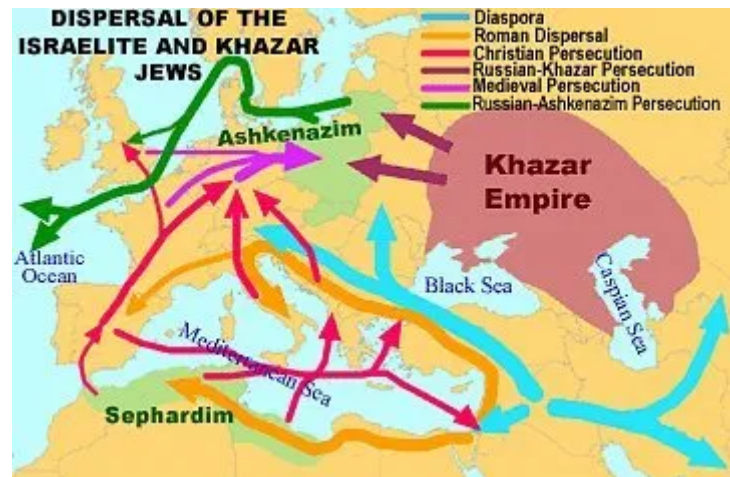 DISPERSAL OF THE
ISRAELITE AND KHAZAR
JEWS
Diaspora
Roman Dispersal
Christian Persecution
Russian-Khazar Persecution
Medieval Persecution
Russian-Ashkenazim Persecution
Ashkenazim
Khazar
Empire
Atlantic
Ocean
Black Sea
Caspian Sea
Mediterranean Sea
Sephardim